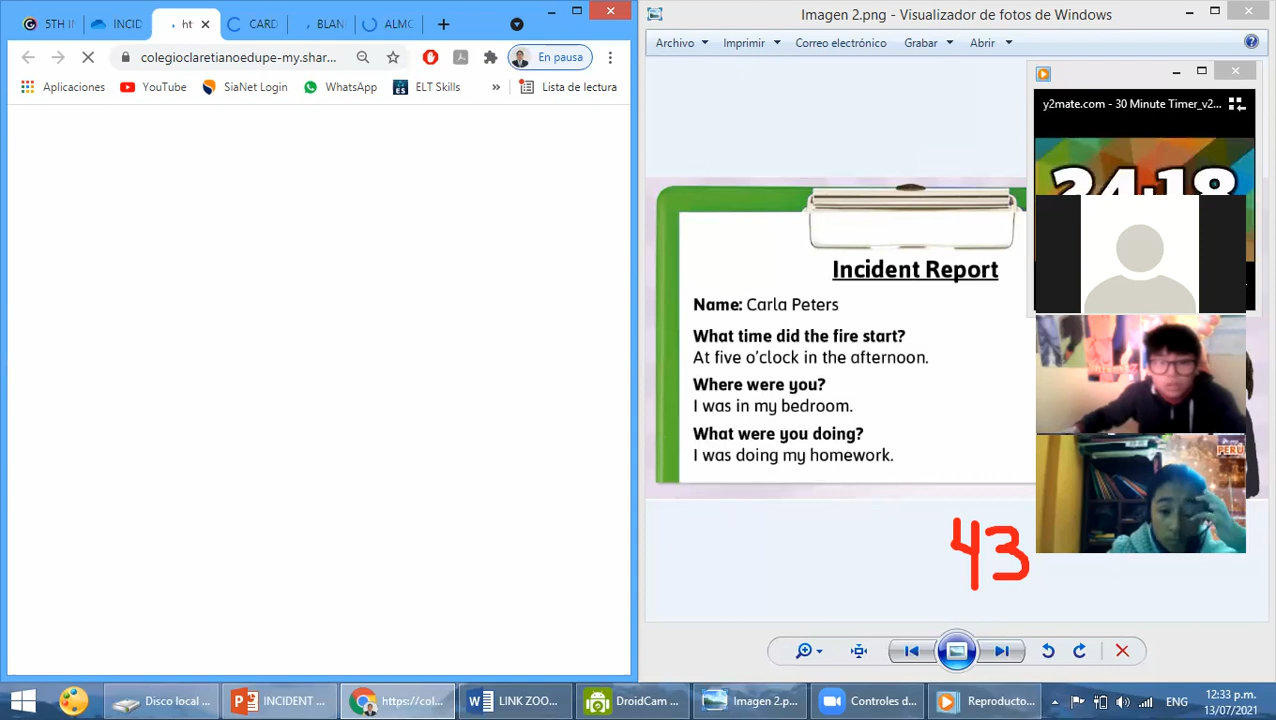 5TH IN
INCID
ht
CARD
BLAN
ALMC
colegioclaretianoedupe-my.shar...
En pausa
Aplicaciones
YouTube
SiaNet Login
WhatsApp
ELT Skills
»
Lista de lectura
Imagen 2.png - Visualizador de fotos de Windows
Archivo
Imprimir
Correo electrónico
Grabar
Abrir
y2mate.com - 30 Minute Timer_v2...
24:18
Incident Report
Name: Carla Peters
What time did the fire start?
At five o'clock in the afternoon.
Where were you?
I was in my bedroom.
What were you doing?
I was doing my homework.
43
PERÚ
Disco local ...
INCIDENT ...
https://col...
LINK ZOO...
DroidCam ...
Imagen 2.p...
Controles d...
Reproducto...
ENG
12:33 p.m.
13/07/2021